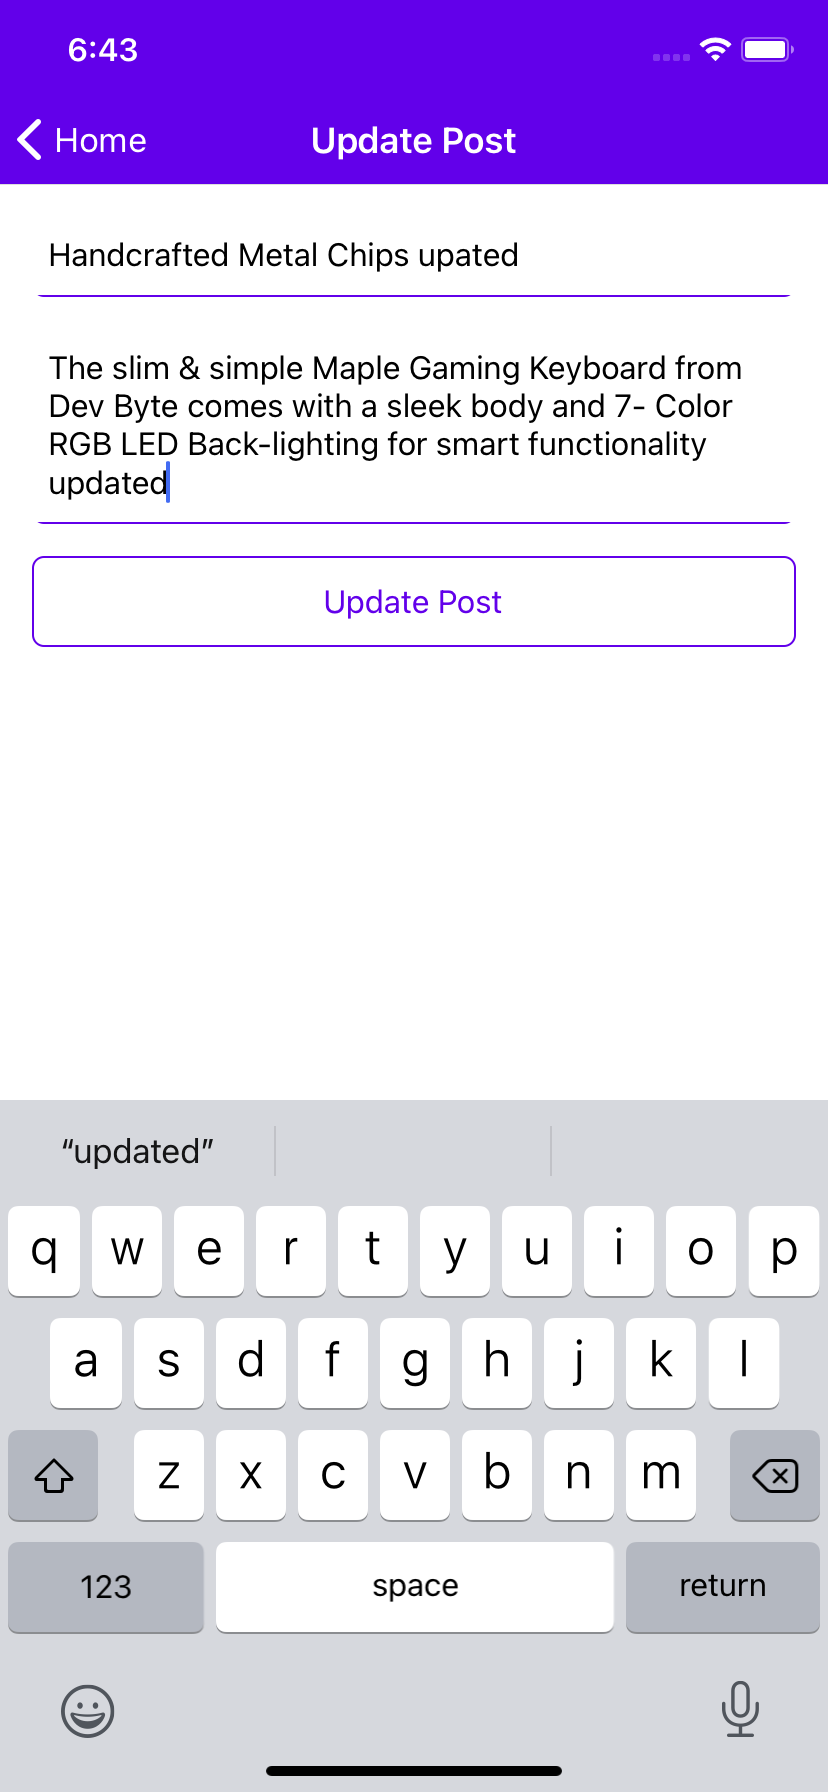 6:43
Home
Update Post
Handcrafted Metal Chips upated
The slim & simple Maple Gaming Keyboard from
Dev Byte comes with a sleek body and 7- Color
RGB LED Back-lighting for smart functionality
updated
Update Post
“updated”
q w e r t y u i o p
a s d f g h j k l
z x c v b n m
123 space return